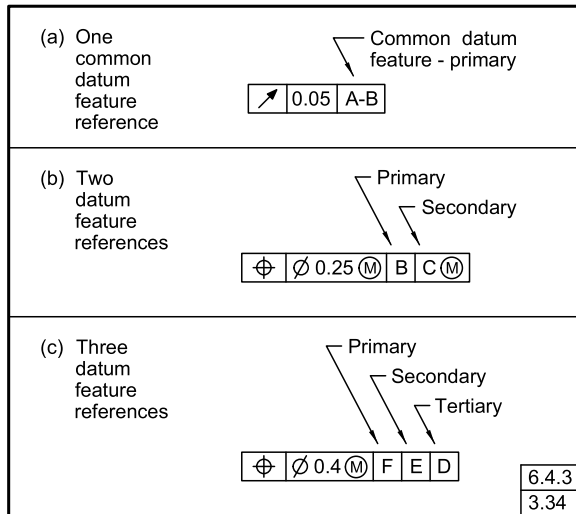 (a) One common datum feature reference
Common datum feature - primary
↗ 0.05 A-B
(b) Two datum feature references
Primary
Secondary
⌖ ∅ 0.25 Ⓜ B C Ⓜ
(c) Three datum feature references
Primary
Secondary
Tertiary
⌖ ∅ 0.4 Ⓜ F E D
6.4.3
3.34